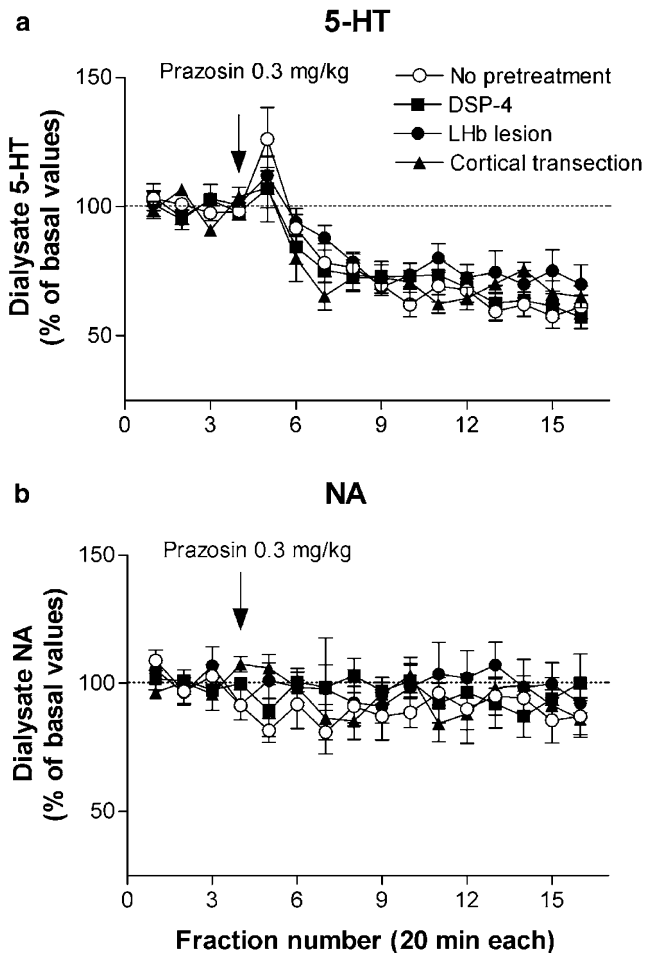 a
5-HT
Prazosin 0.3 mg/kg
No pretreatment
DSP-4
LHb lesion
Cortical transection
Dialysate 5-HT
(% of basal values)
150
100
50
0 3 6 9 12 15
b
NA
Prazosin 0.3 mg/kg
Dialysate NA
(% of basal values)
150
100
50
0 3 6 9 12 15
Fraction number (20 min each)